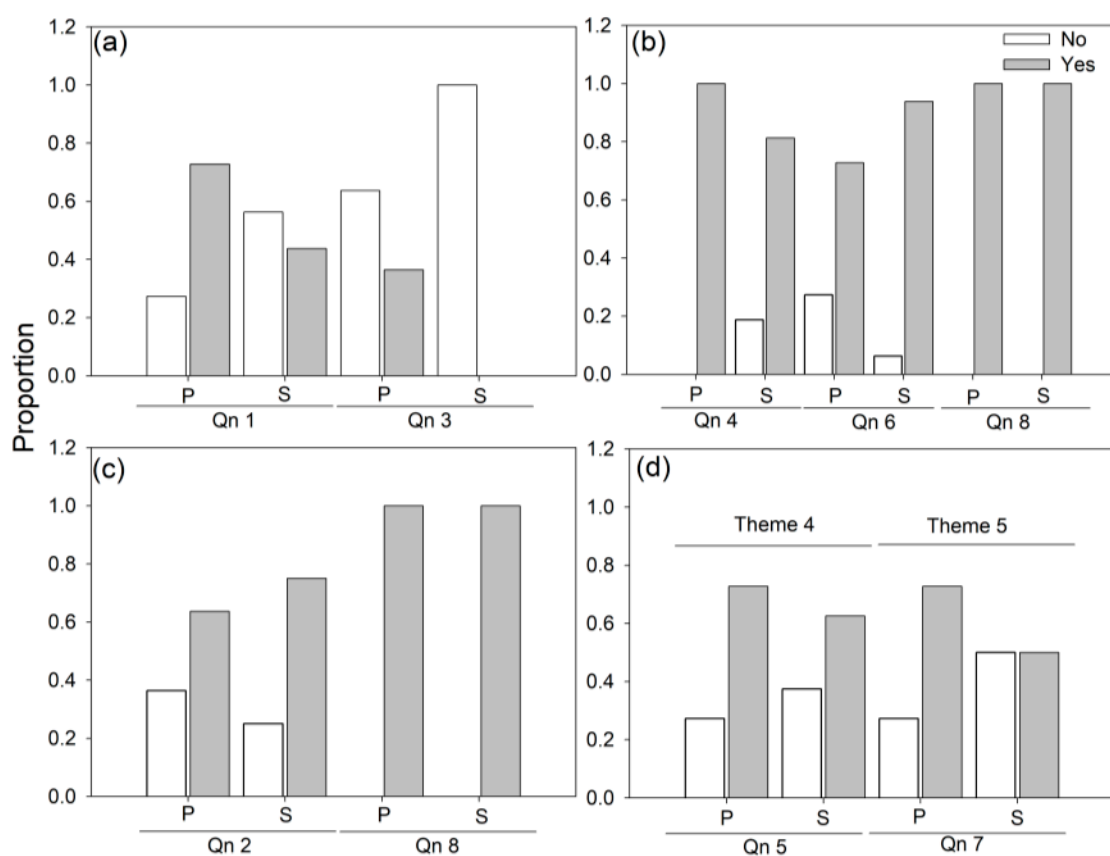 Proportion
(a)
1.2
1.0
0.8
0.6
0.4
0.2
0.0
P S P S
Qn 1 Qn 3
(b)
No
Yes
1.2
1.0
0.8
0.6
0.4
0.2
0.0
P S P S P S
Qn 4 Qn 6 Qn 8
(c)
1.2
1.0
0.8
0.6
0.4
0.2
0.0
P S P S
Qn 2 Qn 8
(d)
1.2
1.0
0.8
0.6
0.4
0.2
0.0
Theme 4 Theme 5
P S P S
Qn 5 Qn 7